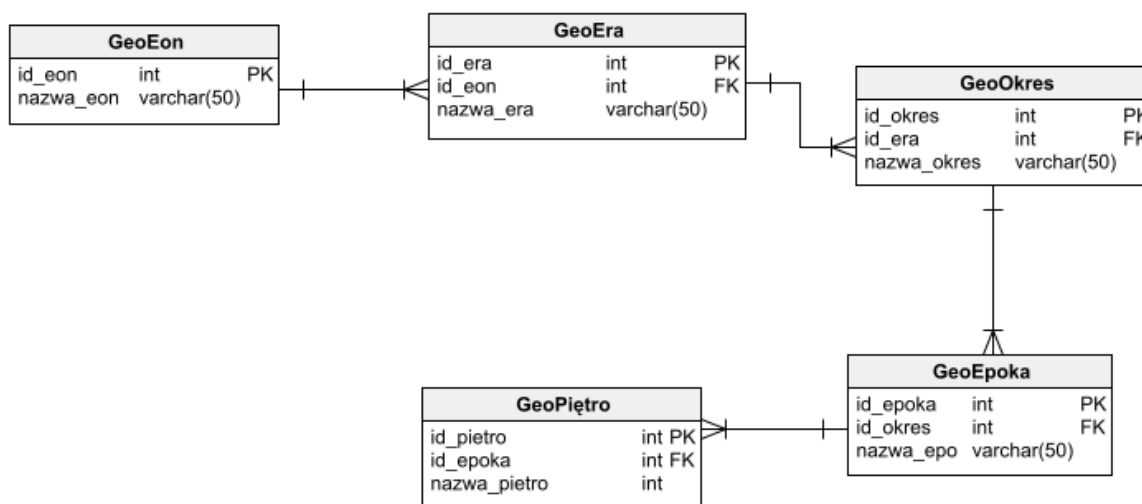 GeoEon
id_eon int PK
nazwa_eon varchar(50)
GeoEra
id_era int PK
id_eon int FK
nazwa_era varchar(50)
GeoOkres
id_okres int PK
id_era int FK
nazwa_okres varchar(50)
GeoEpoka
id_epoka int PK
id_okres int FK
nazwa_epo varchar(50)
GeoPiętro
id_pietro int PK
id_epoka int FK
nazwa_pietro int